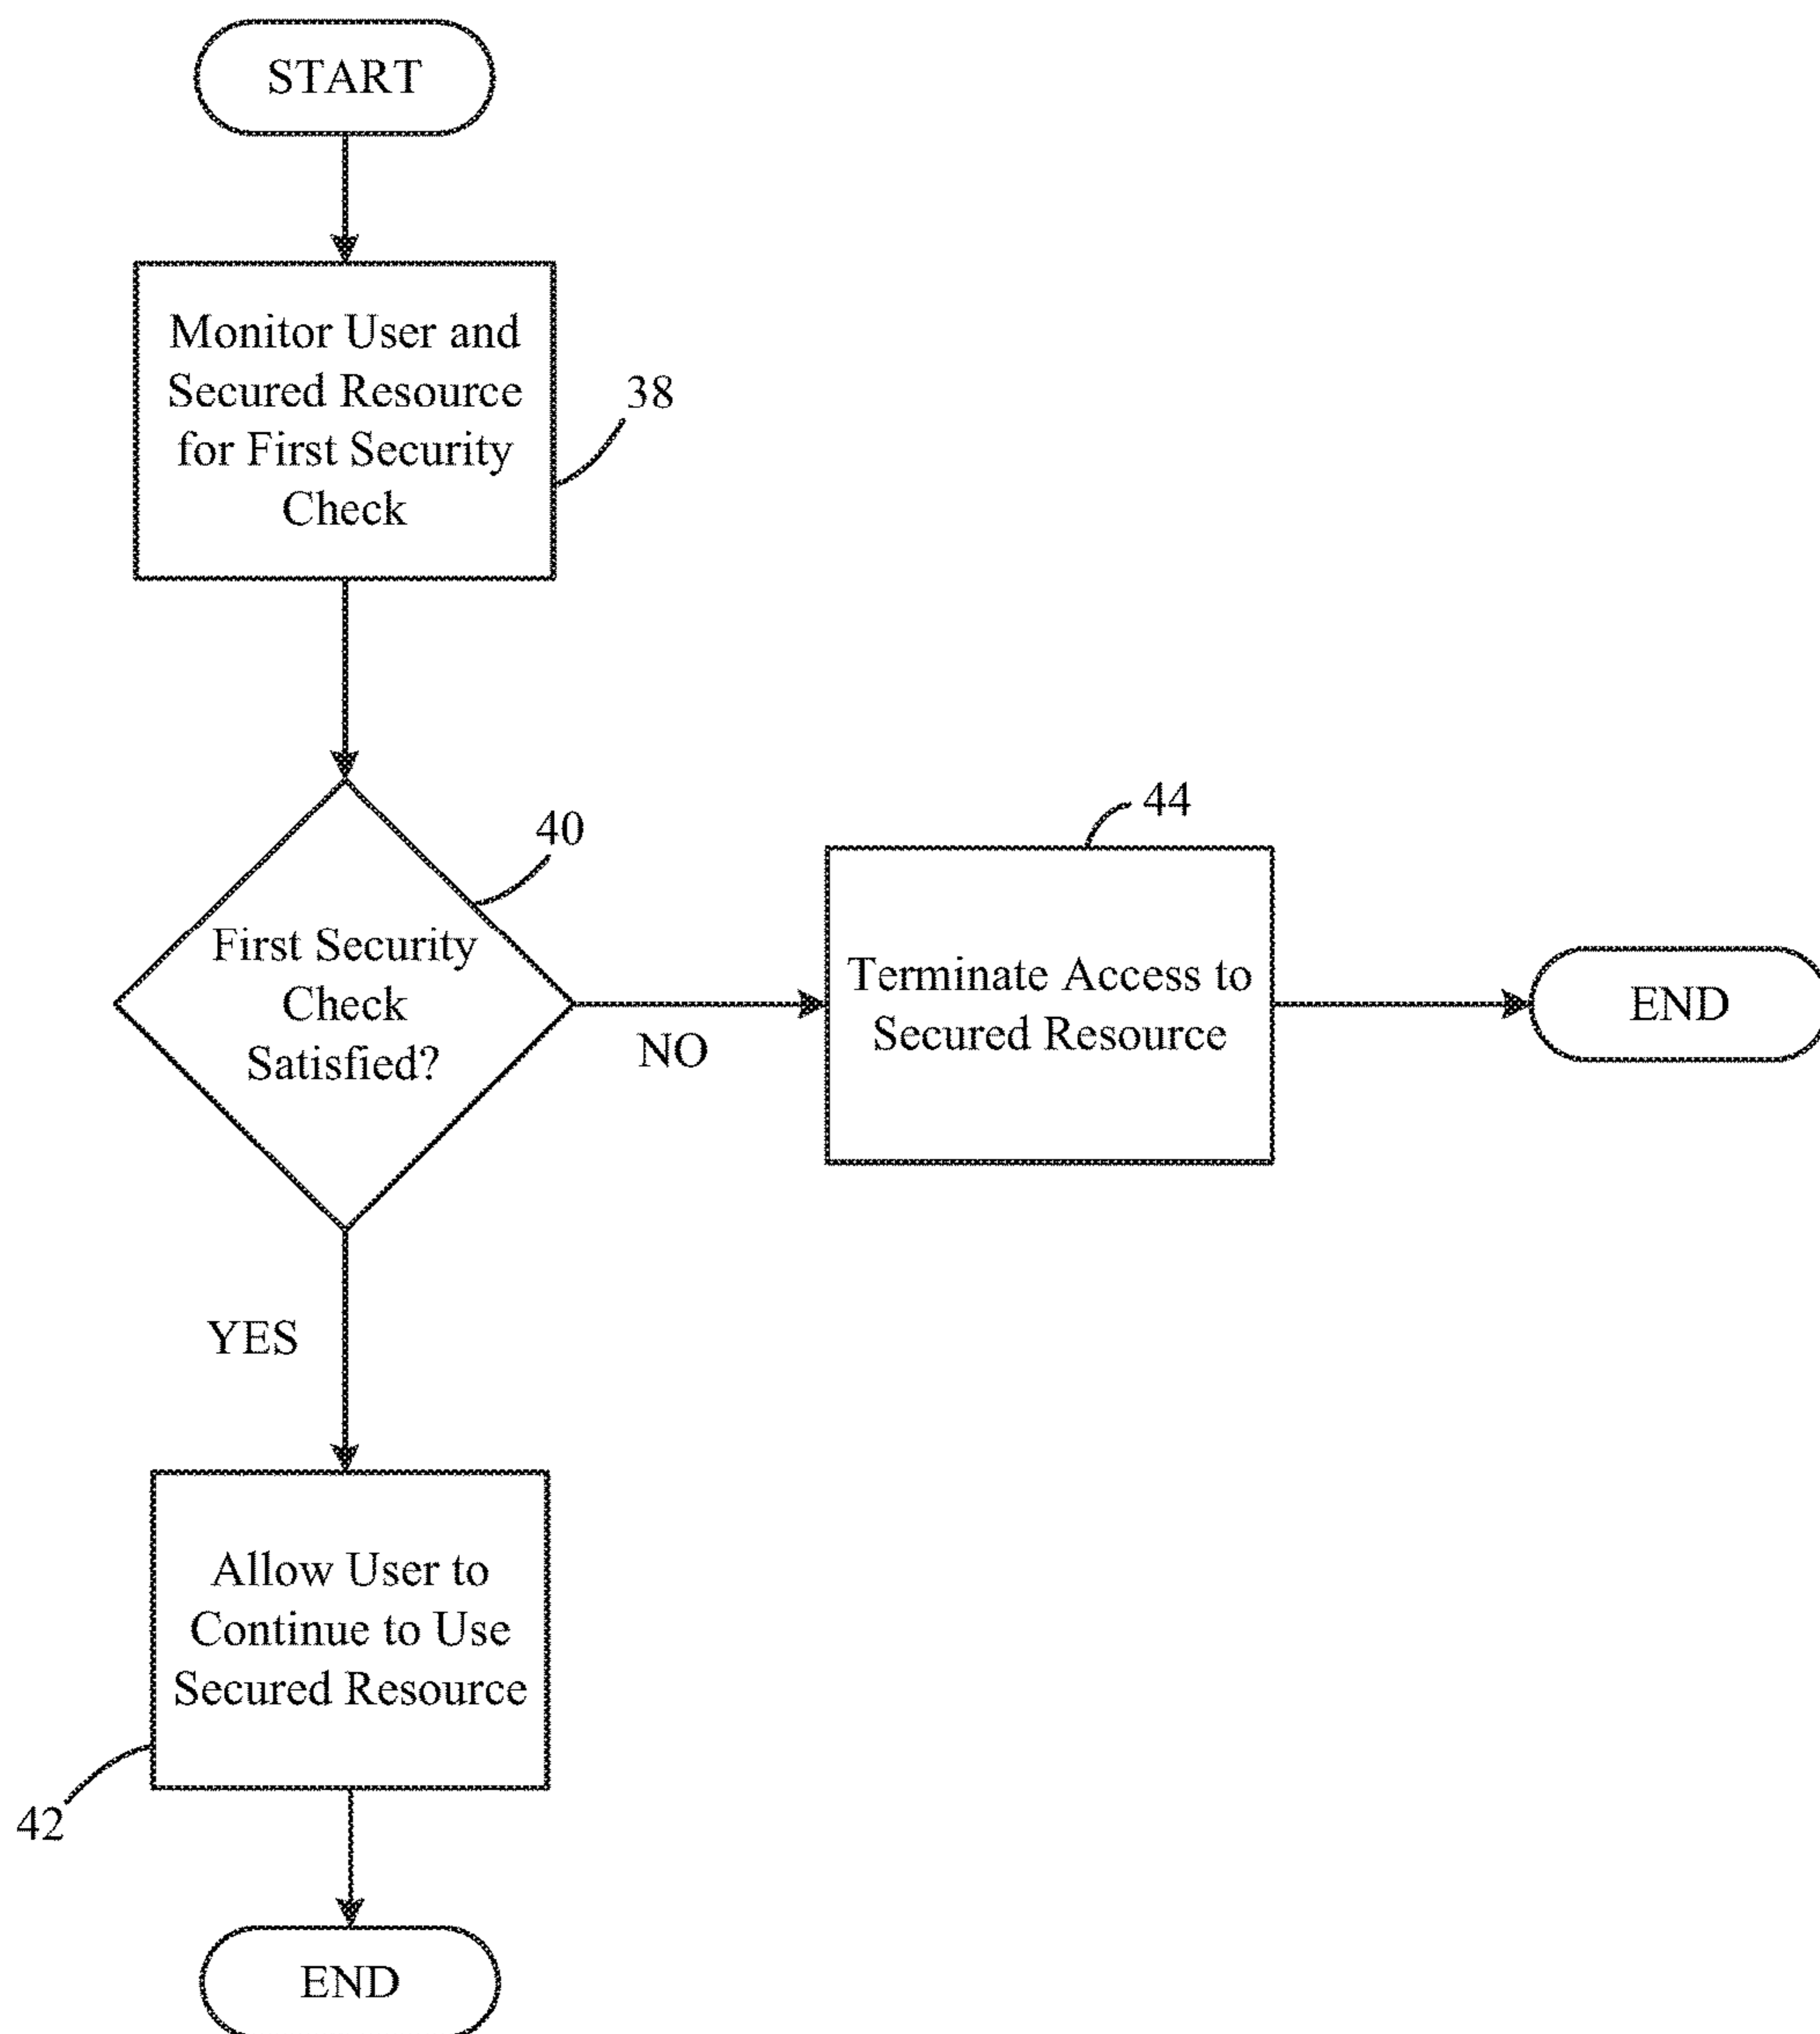 START
Monitor User and
Secured Resource
for First Security
Check
38
40
First Security
Check
Satisfied?
NO
44
Terminate Access to
Secured Resource
END
YES
Allow User to
Continue to Use
Secured Resource
42
END